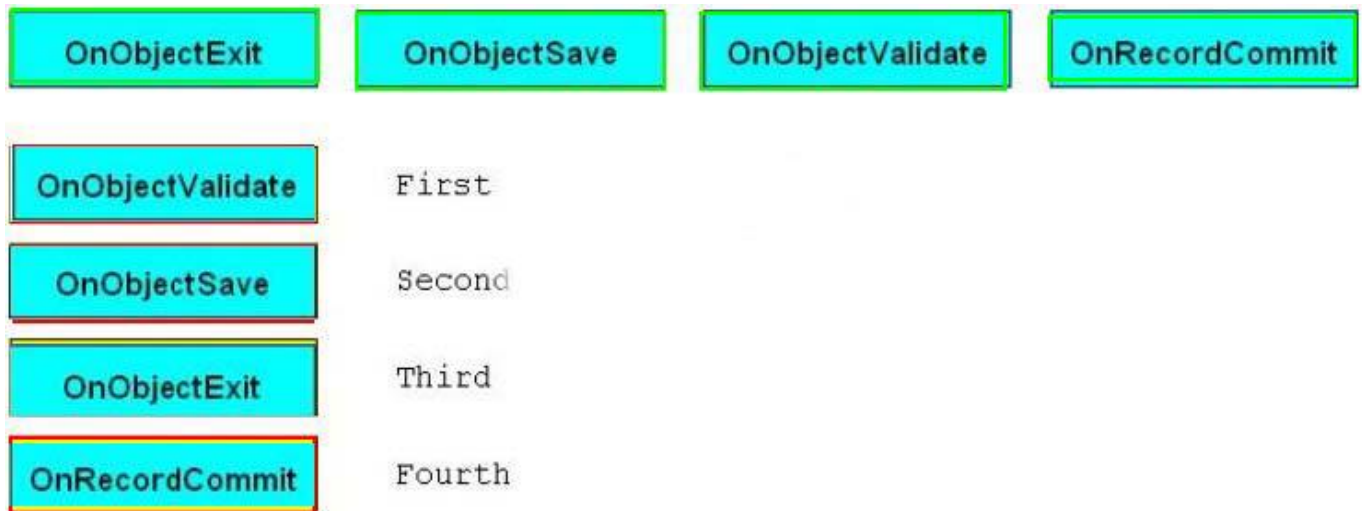 OnObjectExit OnObjectSave OnObjectValidate OnRecordCommit
OnObjectValidate First
OnObjectSave Second
OnObjectExit Third
OnRecordCommit Fourth